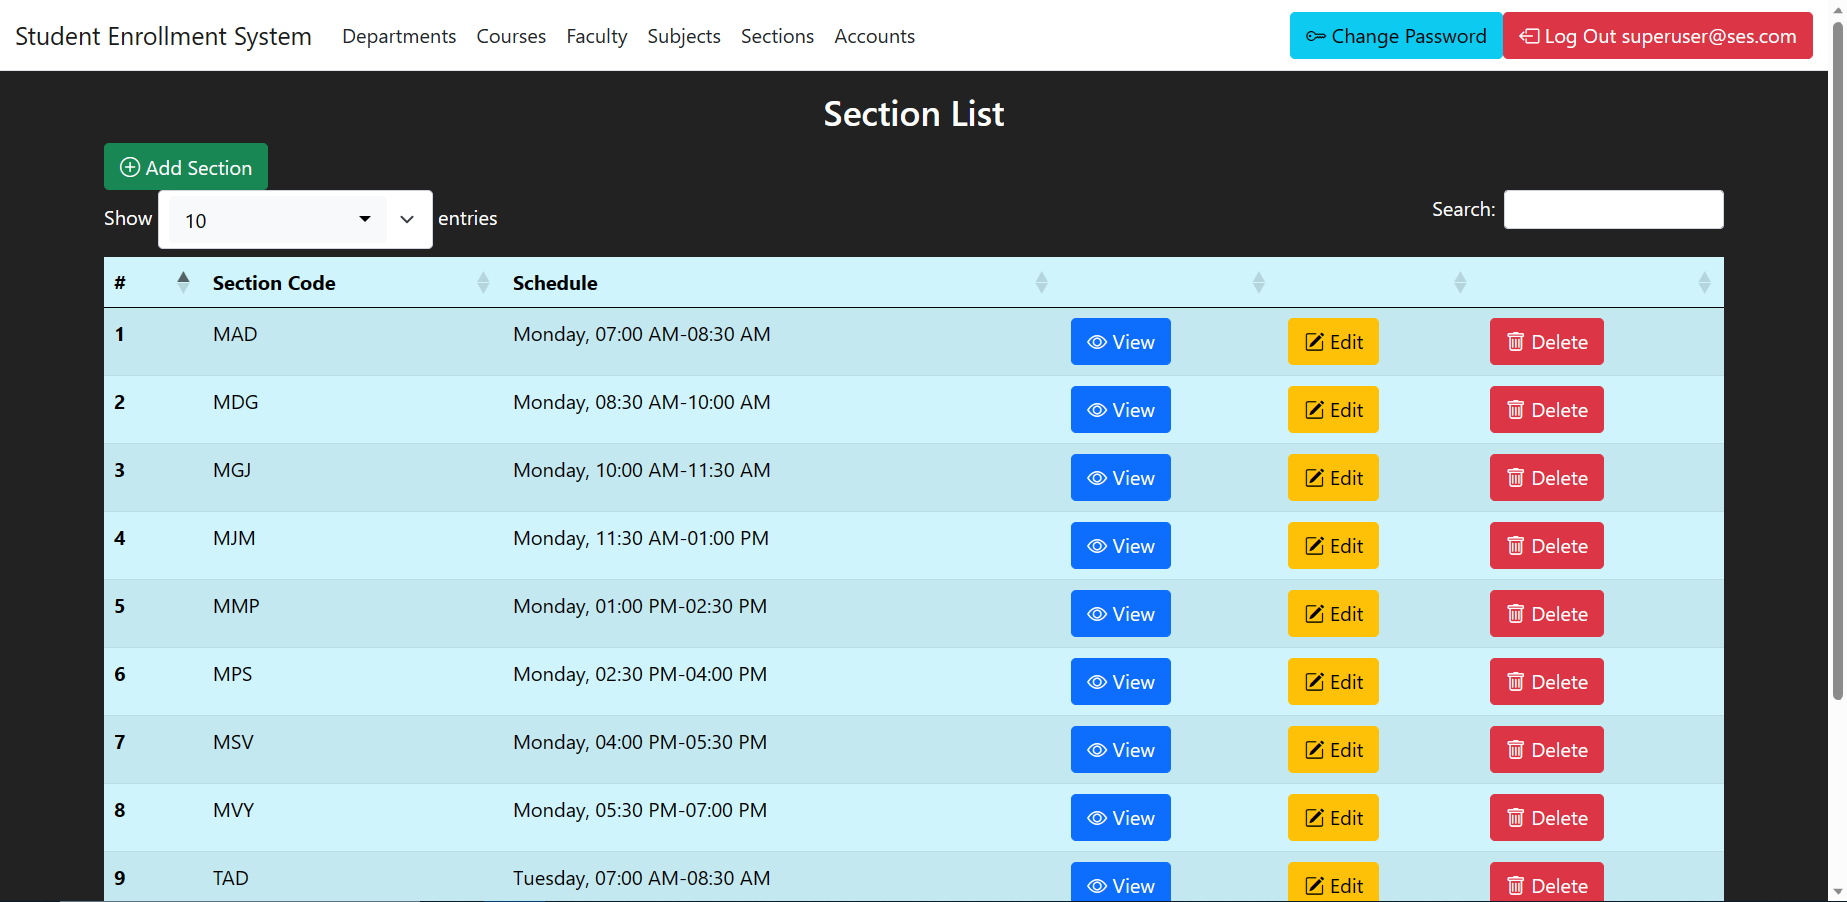 Student Enrollment System Departments Courses Faculty Subjects Sections Accounts Change Password Log Out superuser@ses.com
Section List
Add Section
Show 10 entries Search:
# Section Code Schedule
1 MAD Monday, 07:00 AM-08:30 AM View Edit Delete
2 MDG Monday, 08:30 AM-10:00 AM View Edit Delete
3 MGJ Monday, 10:00 AM-11:30 AM View Edit Delete
4 MJM Monday, 11:30 AM-01:00 PM View Edit Delete
5 MMP Monday, 01:00 PM-02:30 PM View Edit Delete
6 MPS Monday, 02:30 PM-04:00 PM View Edit Delete
7 MSV Monday, 04:00 PM-05:30 PM View Edit Delete
8 MVY Monday, 05:30 PM-07:00 PM View Edit Delete
9 TAD Tuesday, 07:00 AM-08:30 AM View Edit Delete